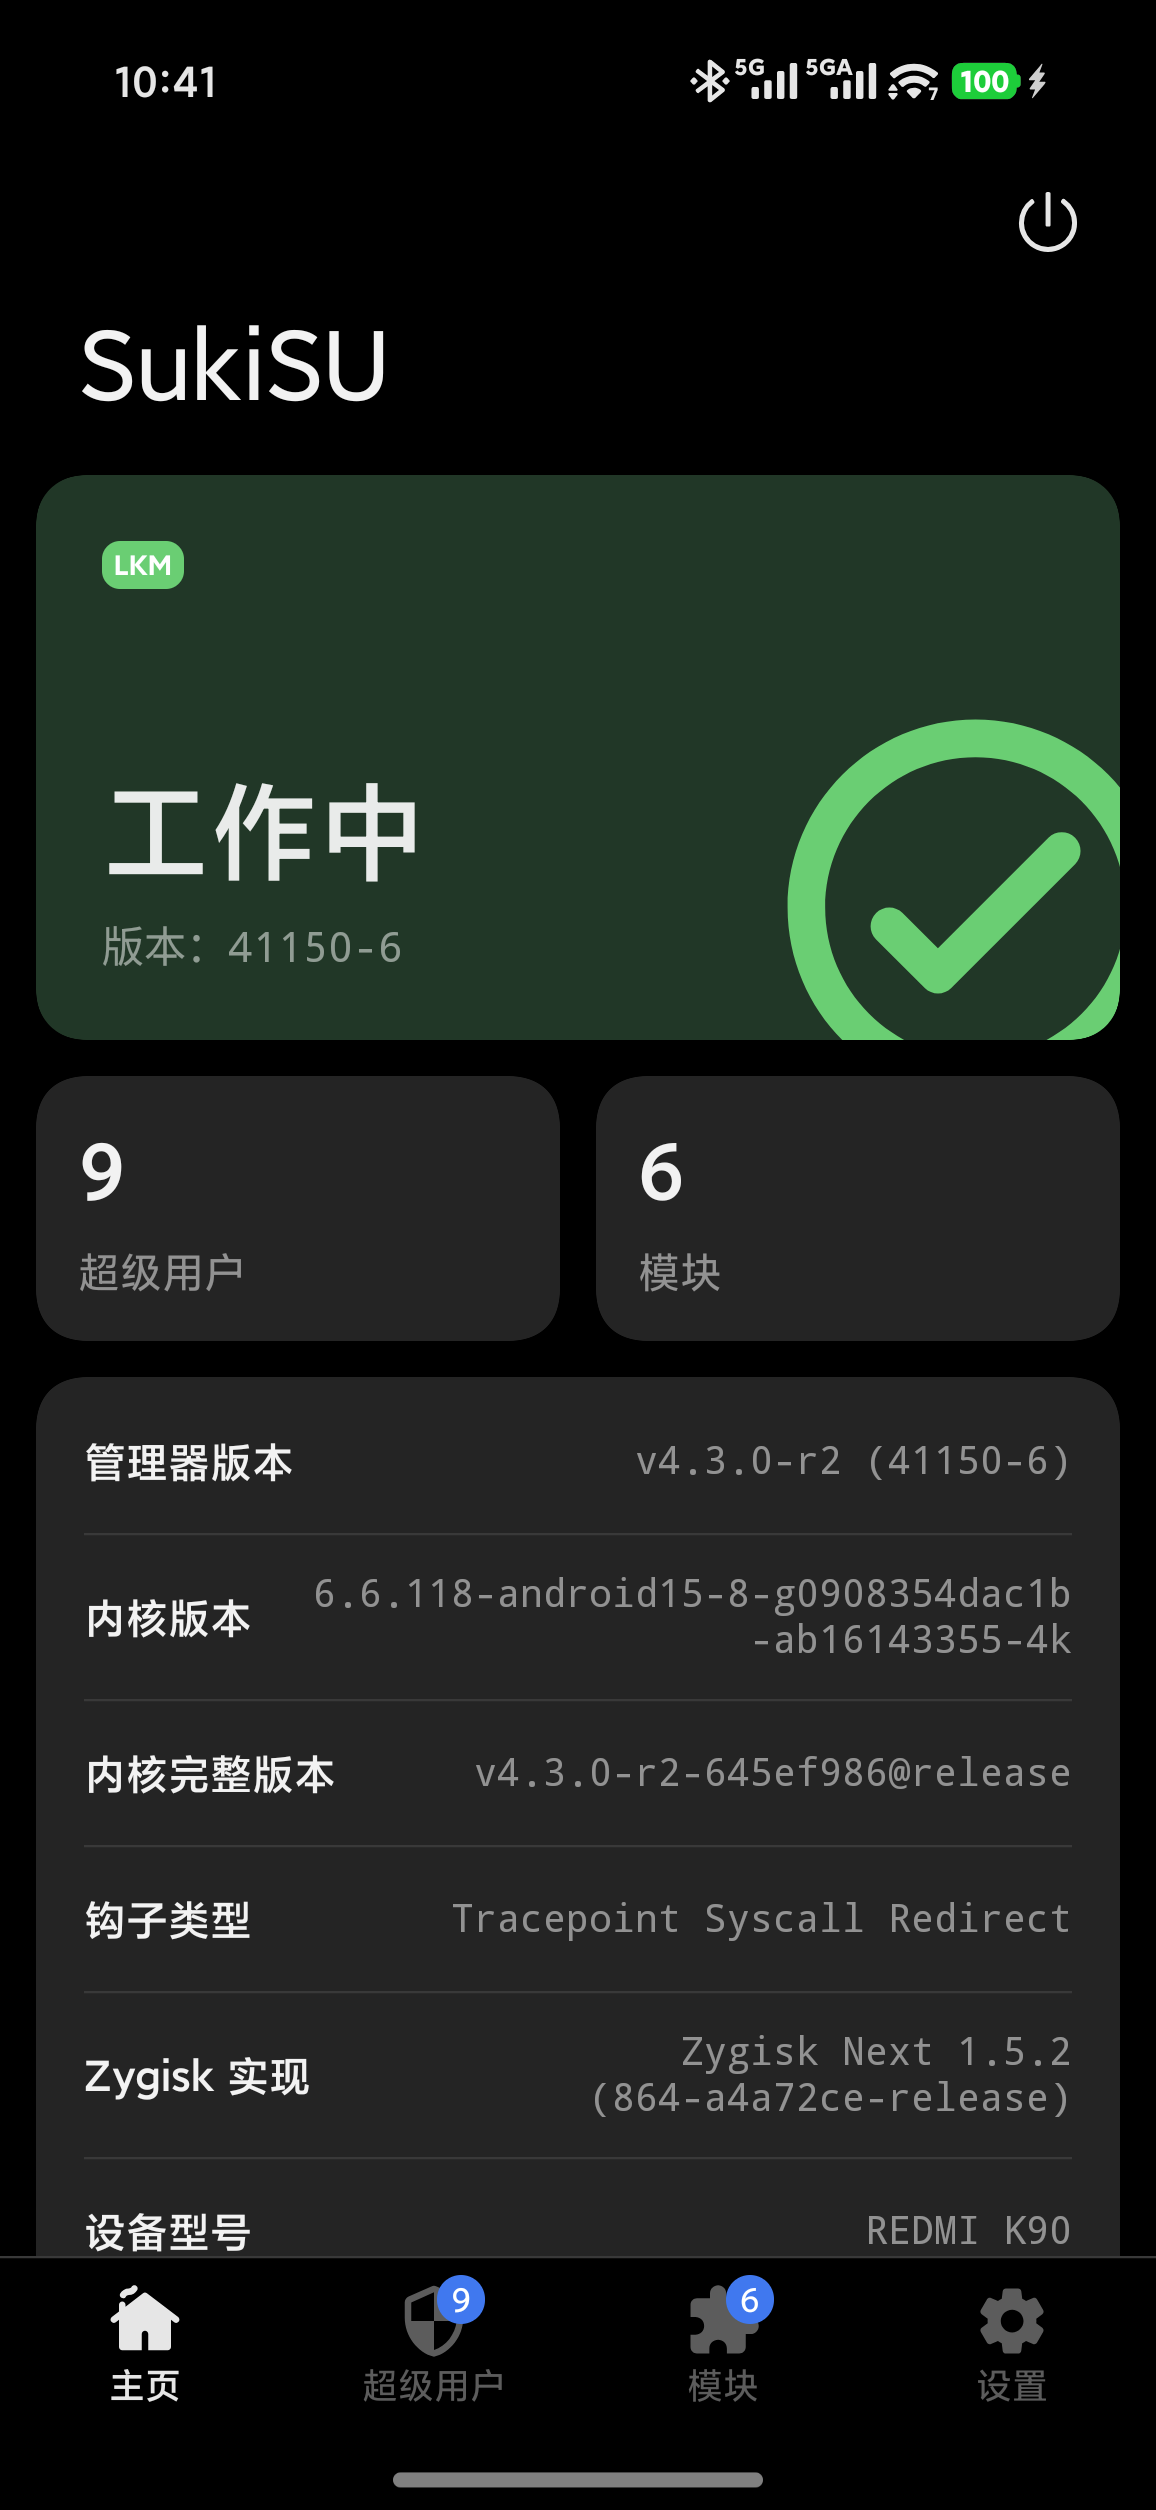 10:41
5G 5GA 7 100
SukiSU
LKM
工作中
版本：41150-6
9
超级用户
6
模块
管理器版本
v4.3.0-r2 (41150-6)
内核版本
6.6.118-android15-8-g0908354dac1b
-ab16143355-4k
内核完整版本
v4.3.0-r2-645ef986@release
钩子类型
Tracepoint Syscall Redirect
Zygisk 实现
Zygisk Next 1.5.2
(864-a4a72ce-release)
设备型号
REDMI K90
9
6
主页
超级用户
模块
设置